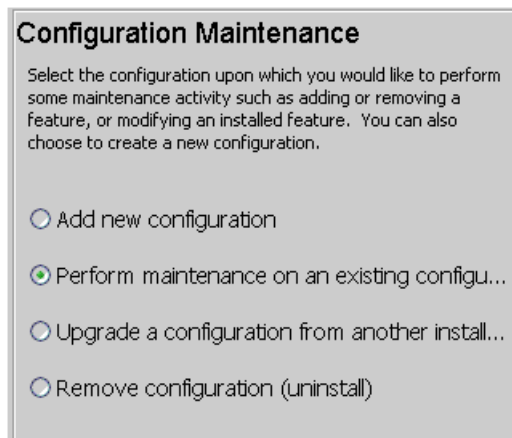 Configuration Maintenance
Select the configuration upon which you would like to perform
some maintenance activity such as adding or removing a
feature, or modifying an installed feature.  You can also
choose to create a new configuration.
Add new configuration
Perform maintenance on an existing configu...
Upgrade a configuration from another install...
Remove configuration (uninstall)